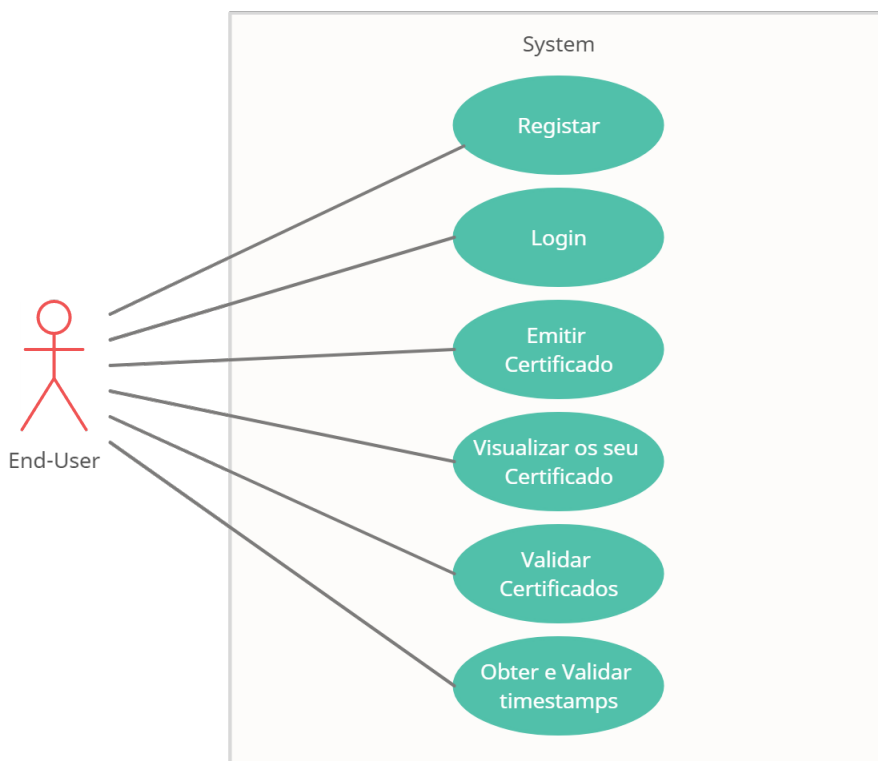 System
Registar
Login
Emitir
Certificado
End-User
Visualizar os seu
Certificado
Validar
Certificados
Obter e Validar
timestamps